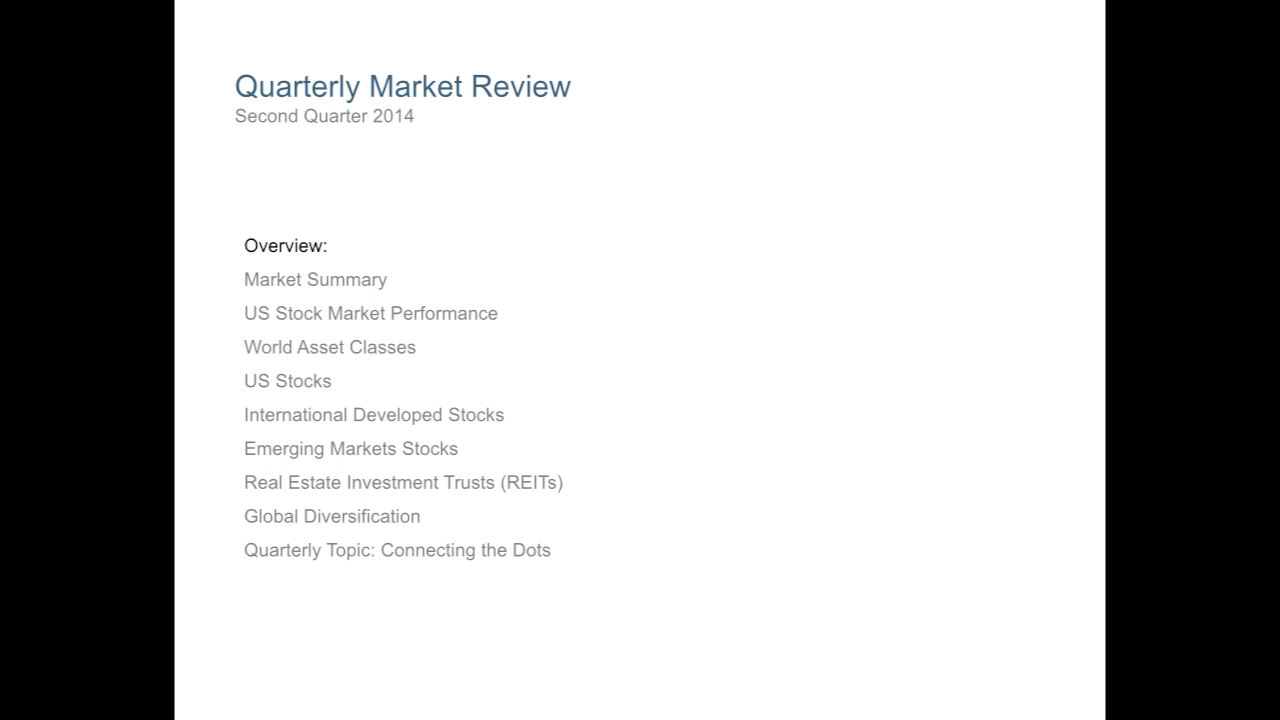 Quarterly Market Review
Second Quarter 2014
Overview:
Market Summary
US Stock Market Performance
World Asset Classes
US Stocks
International Developed Stocks
Emerging Markets Stocks
Real Estate Investment Trusts (REITs)
Global Diversification
Quarterly Topic: Connecting the Dots